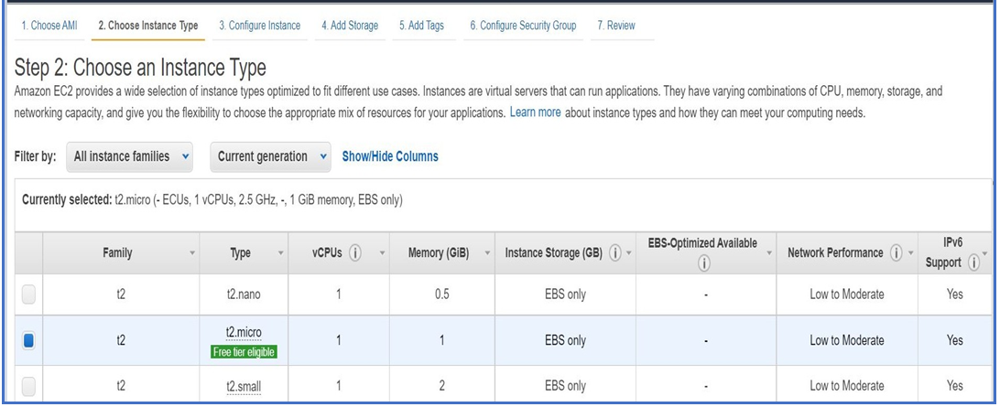 1. Choose AMI 2. Choose Instance Type 3. Configure Instance 4. Add Storage 5. Add Tags 6. Configure Security Group 7. Review
Step 2: Choose an Instance Type
Amazon EC2 provides a wide selection of instance types optimized to fit different use cases. Instances are virtual servers that can run applications. They have varying combinations of CPU, memory, storage, and
networking capacity, and give you the flexibility to choose the appropriate mix of resources for your applications. Learn more about instance types and how they can meet your computing needs.
Filter by: All instance families Current generation Show/Hide Columns
Currently selected: t2.micro (- ECUs, 1 vCPUs, 2.5 GHz, -, 1 GiB memory, EBS only)
Family Type vCPUs i Memory (GiB) Instance Storage (GB) i EBS-Optimized Available i Network Performance i IPv6 Support i
t2 t2.nano 1 0.5 EBS only - Low to Moderate Yes
t2 t2.micro 1 1 EBS only - Low to Moderate Yes
Free tier eligible
t2 t2.small 1 2 EBS only - Low to Moderate Yes